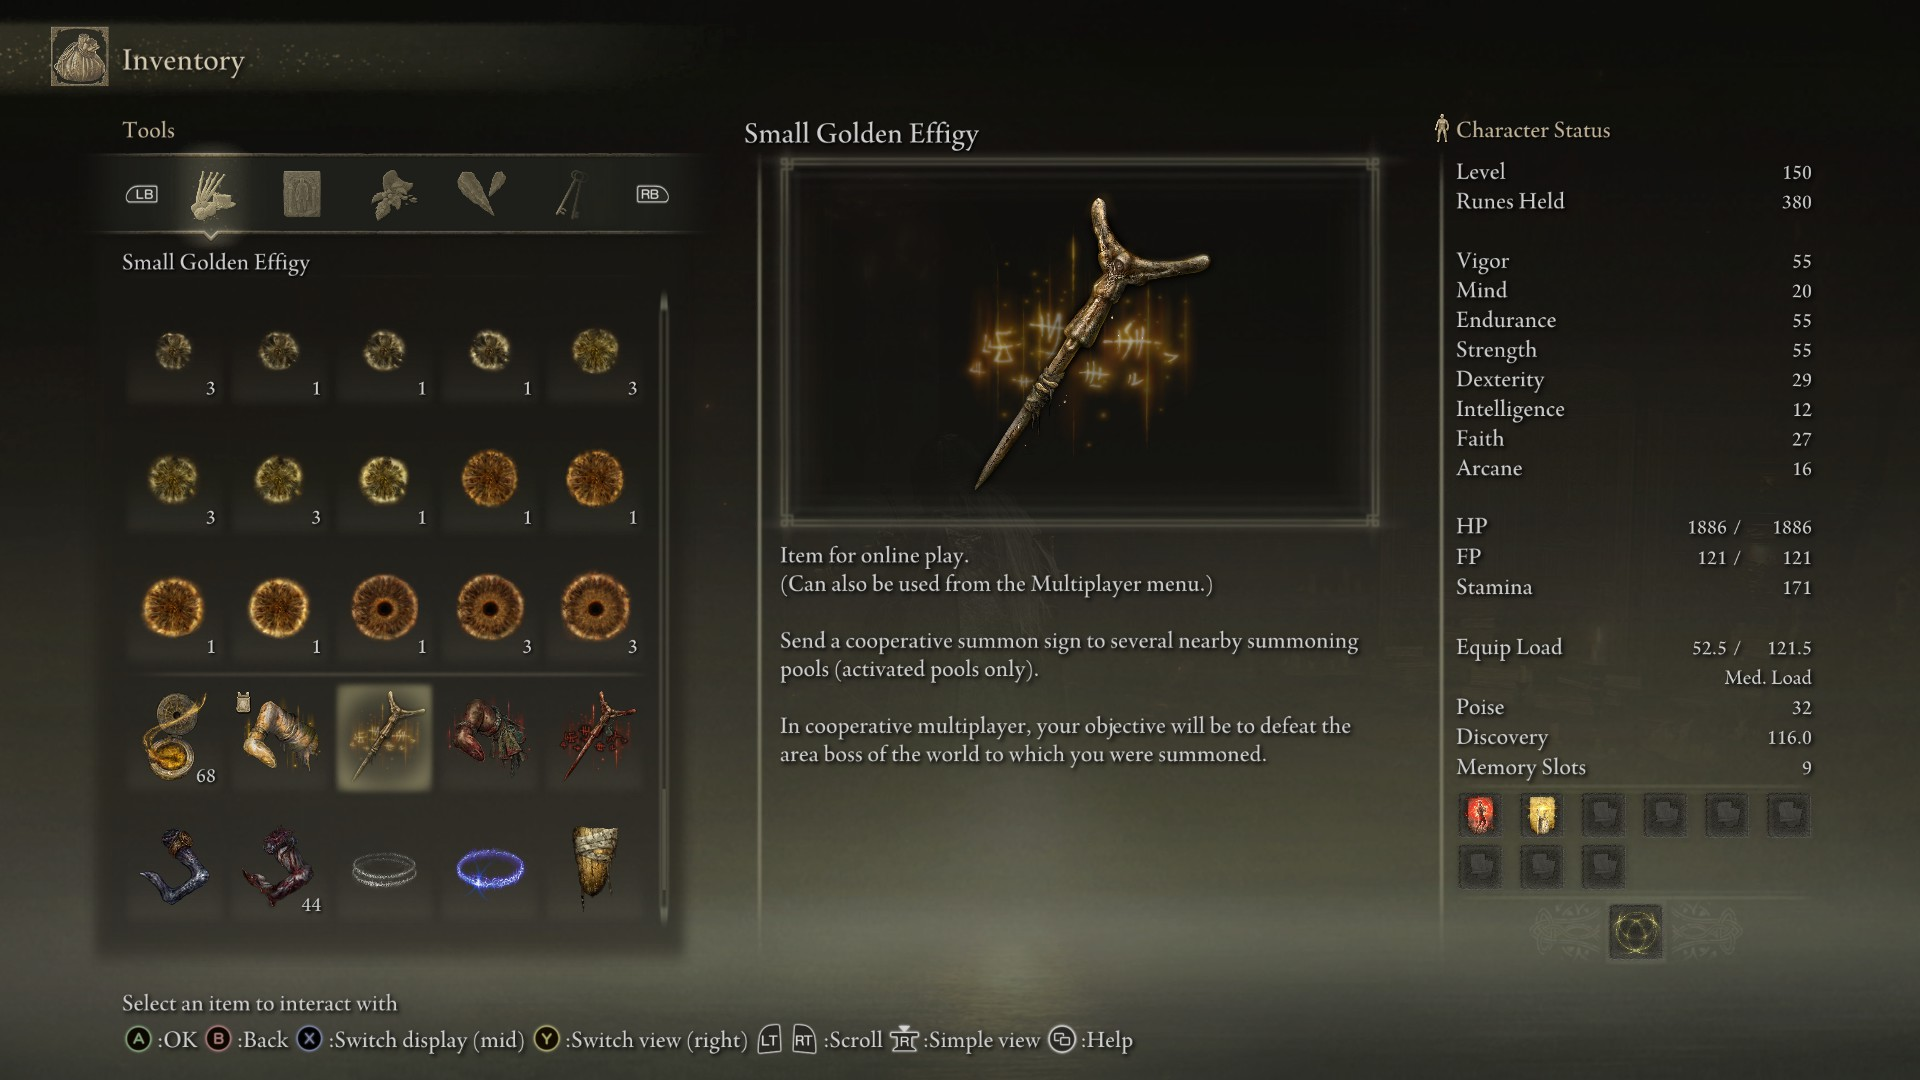 Inventory
Tools
LB
RB
Small Golden Effigy
3
1
1
1
3
3
3
1
1
1
1
1
1
3
3
68
44
Select an item to interact with
A :OK B :Back X :Switch display (mid) Y :Switch view (right) LT RT :Scroll R :Simple view :Help
Small Golden Effigy
Item for online play.
(Can also be used from the Multiplayer menu.)
Send a cooperative summon sign to several nearby summoning
pools (activated pools only).
In cooperative multiplayer, your objective will be to defeat the
area boss of the world to which you were summoned.
Character Status
Level 150
Runes Held 380
Vigor 55
Mind 20
Endurance 55
Strength 55
Dexterity 29
Intelligence 12
Faith 27
Arcane 16
HP 1886 / 1886
FP 121 / 121
Stamina 171
Equip Load 52.5 / 121.5
Med. Load
Poise 32
Discovery 116.0
Memory Slots 9